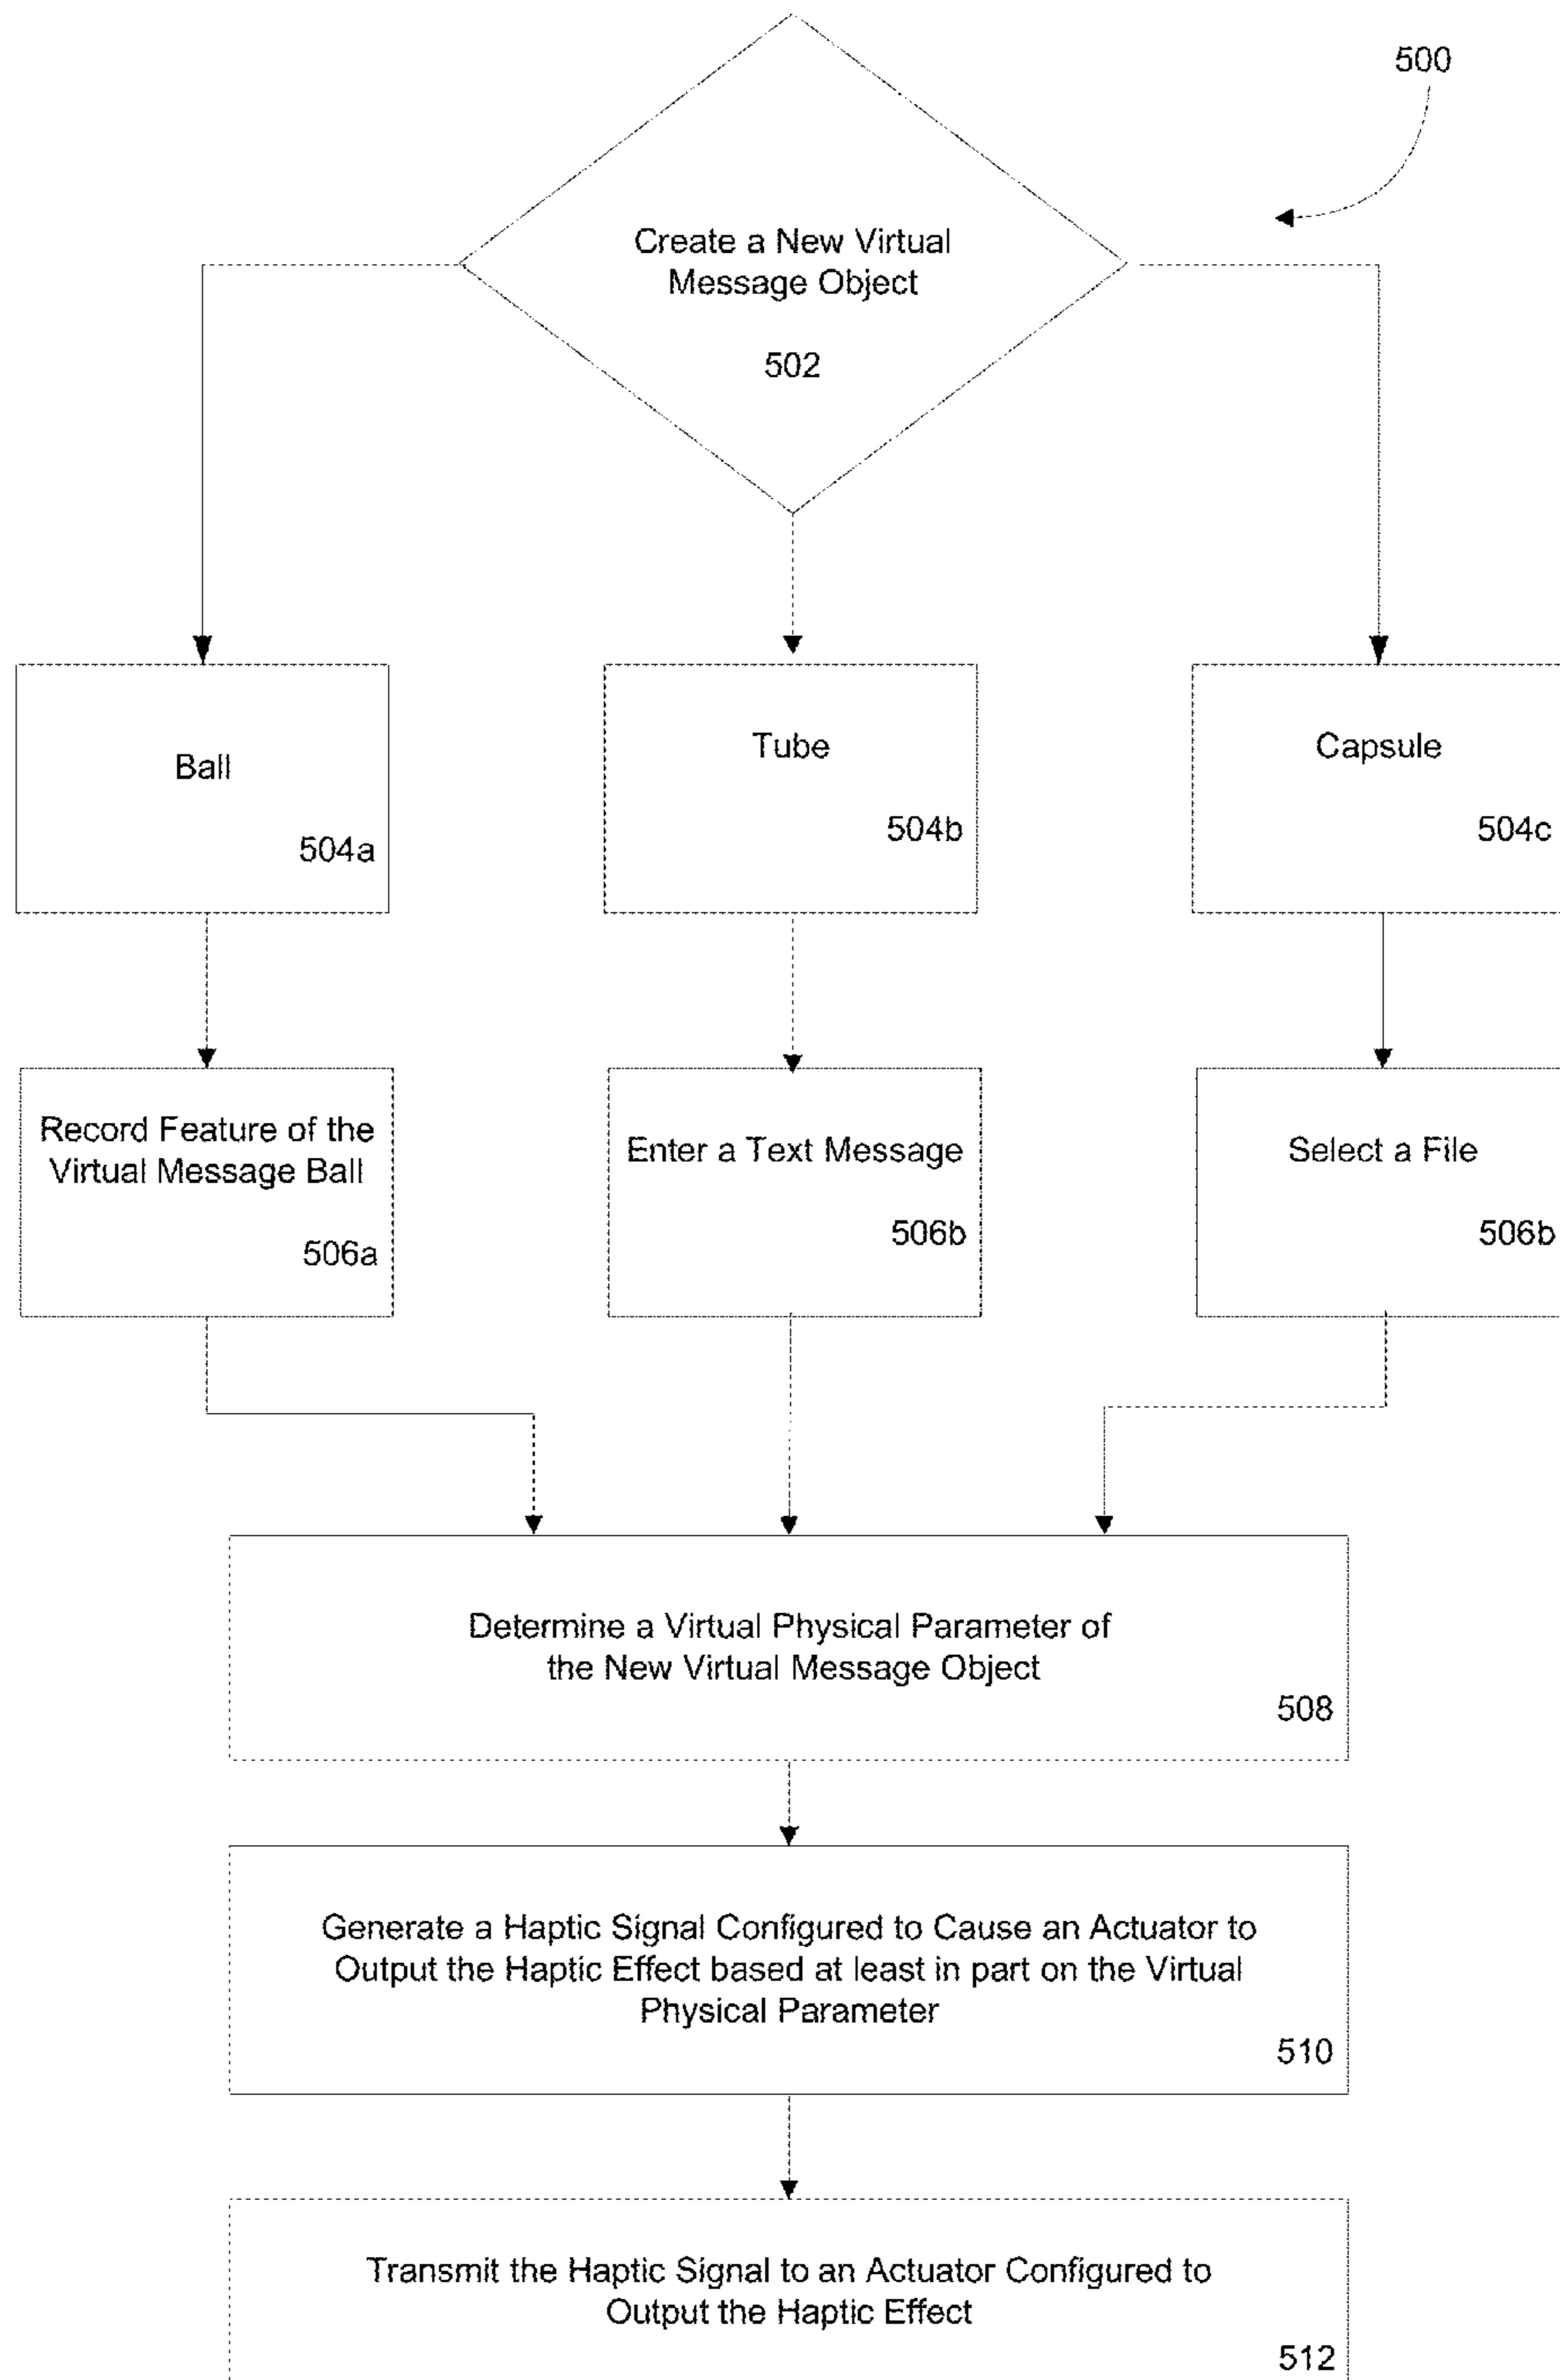 500
Create a New Virtual
Message Object
502
Ball
504a
Tube
504b
Capsule
504c
Record Feature of the
Virtual Message Ball
506a
Enter a Text Message
506b
Select a File
506b
Determine a Virtual Physical Parameter of
the New Virtual Message Object
508
Generate a Haptic Signal Configured to Cause an Actuator to
Output the Haptic Effect based at least in part on the Virtual
Physical Parameter
510
Transmit the Haptic Signal to an Actuator Configured to
Output the Haptic Effect
512